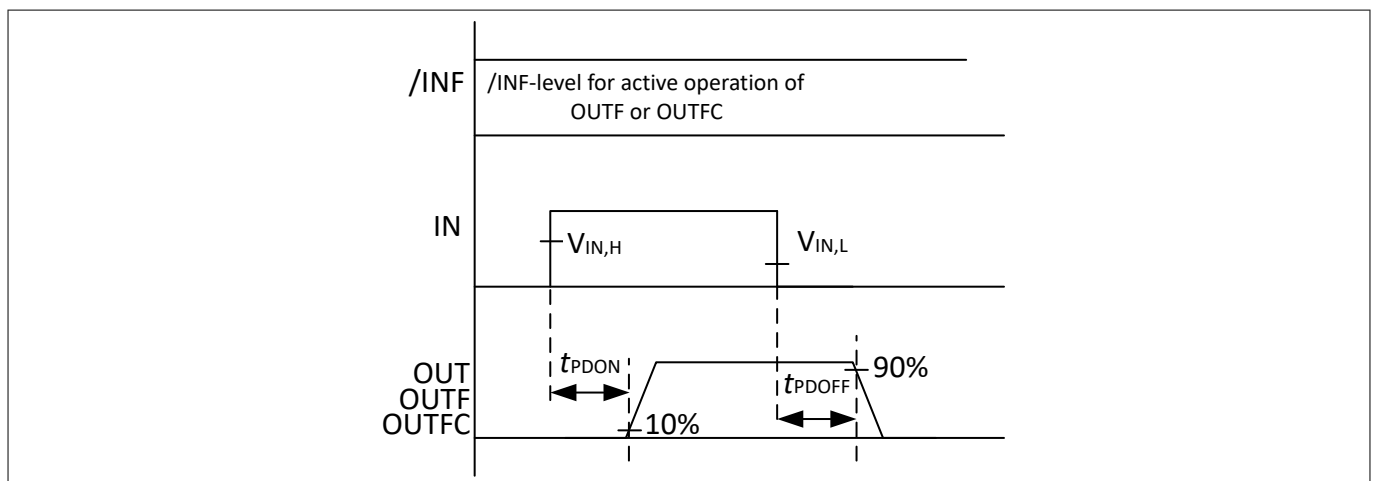 /INF
/INF-level for active operation of
OUTF or OUTFC
IN
VIN,H
VIN,L
OUT
OUTF
OUTFC
tPDON
tPDOFF
90%
10%